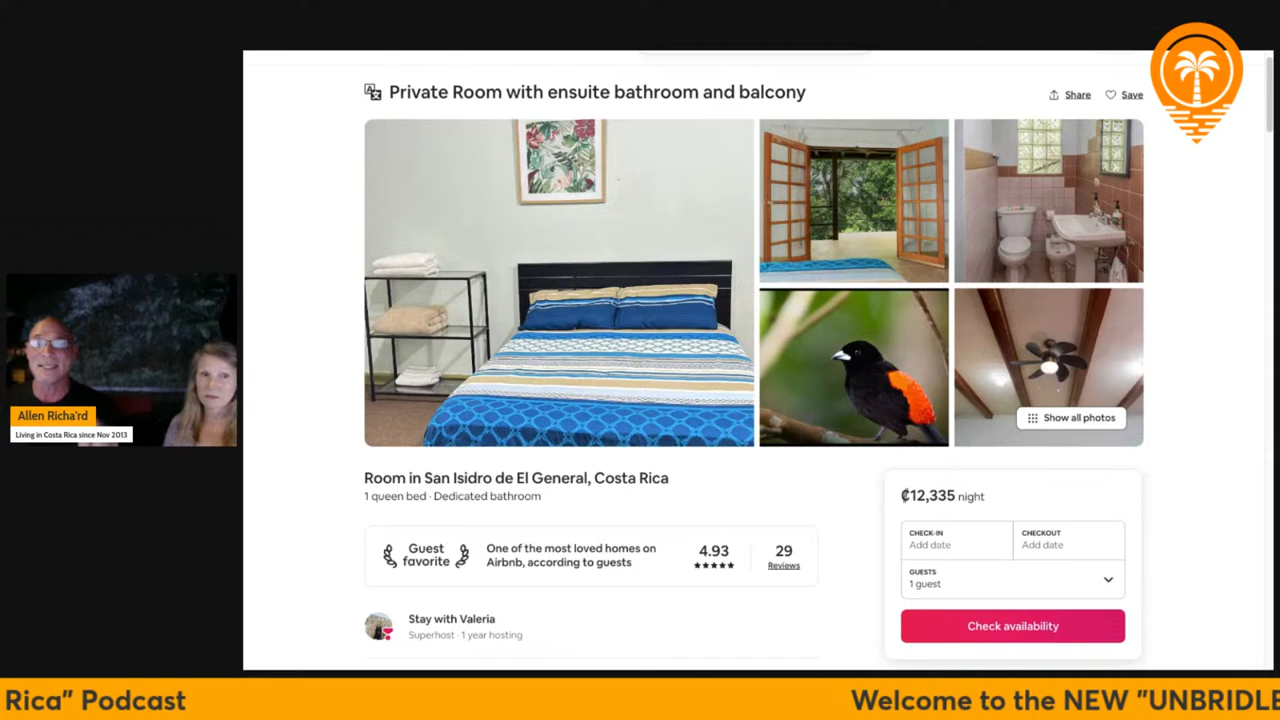 Private Room with ensuite bathroom and balcony
Share
Save
Show all photos
Allen Richa'rd
Living in Costa Rica since Nov 2013
Room in San Isidro de El General, Costa Rica
1 queen bed · Dedicated bathroom
Guest
favorite
One of the most loved homes on
Airbnb, according to guests
4.93
29
Reviews
Stay with Valeria
Superhost · 1 year hosting
₡12,335 night
CHECK-IN
Add date
CHECKOUT
Add date
GUESTS
1 guest
Check availability
Rica" Podcast
Welcome to the NEW "UNBRIDLE